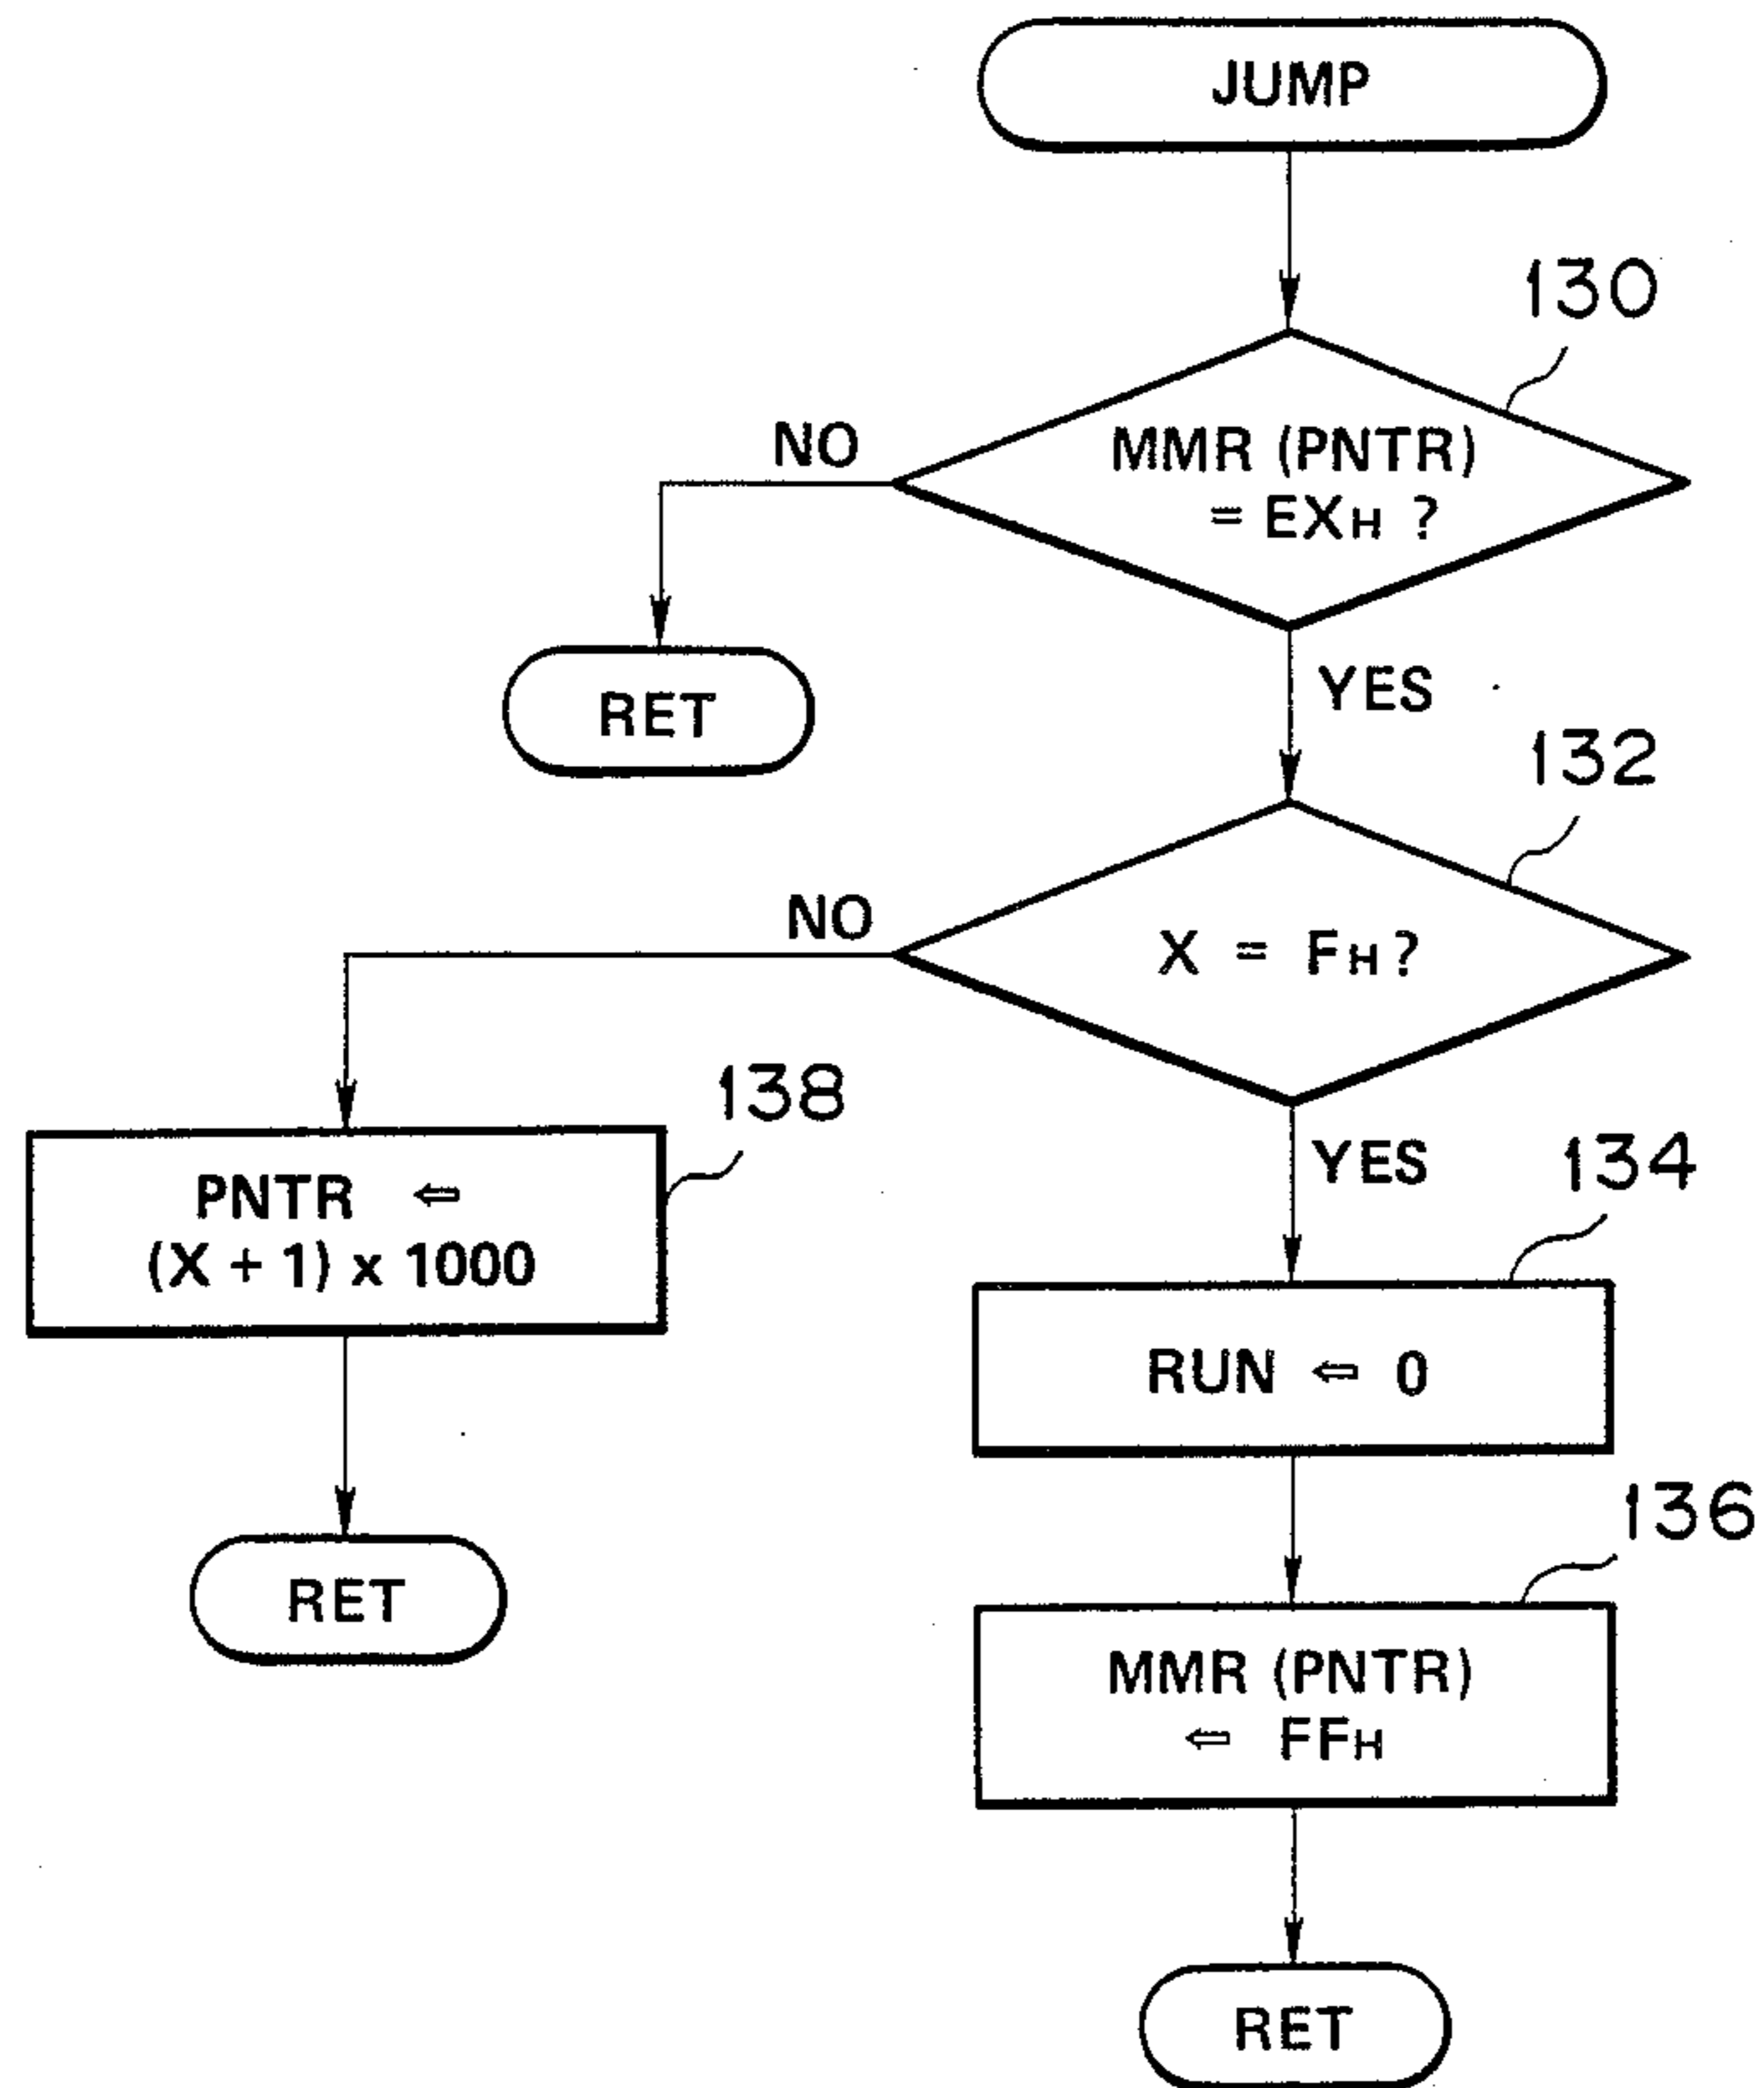 JUMP
130
NO
MMR (PNTR)
= EXH ?
RET
YES
132
NO
X = FH?
138
YES
134
PNTR ⇐
(X + 1) x 1000
RUN ⇐ 0
136
RET
MMR (PNTR)
⇐ FFH
RET